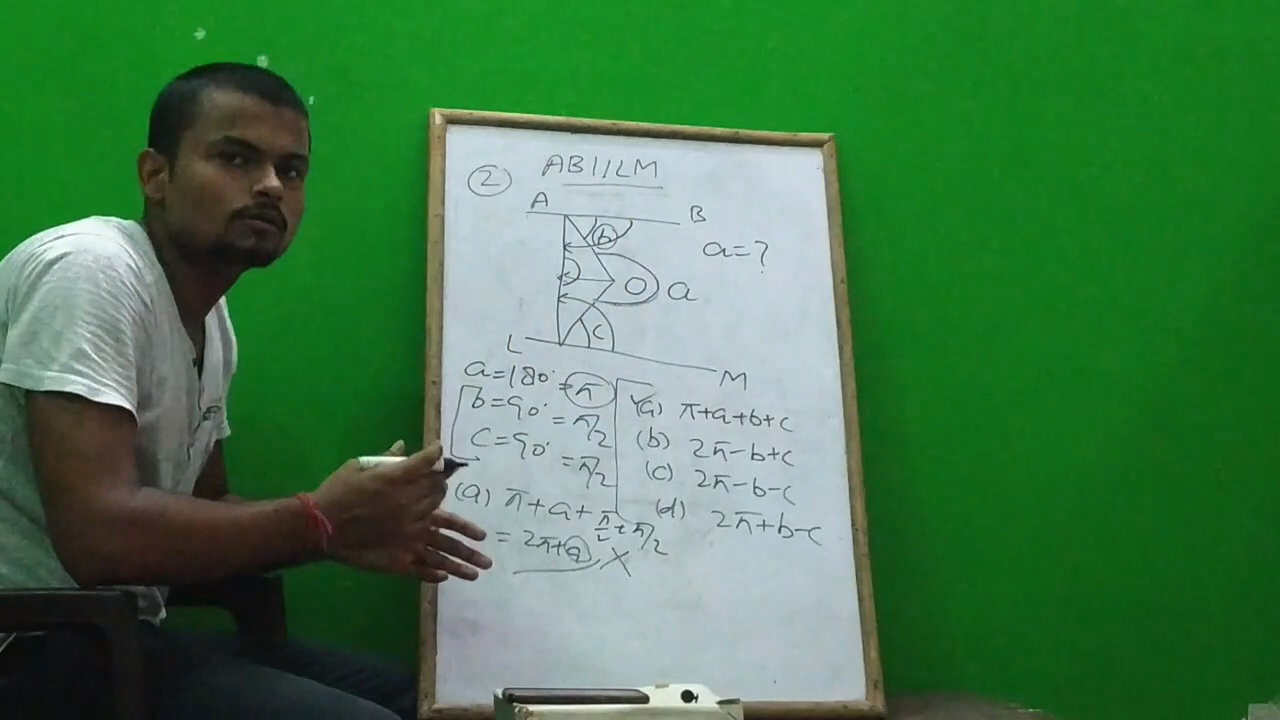 ② AB||LM
A B
b
a=?
O a
c
L M
a=180°=π
b=90°=π/2
c=90°=π/2
(a) π+a+b+c
(b) 2π-b+c
(c) 2π-b-c
(d) 2π+b-c
(a) π+a+π/2+π/2
=2π+a X